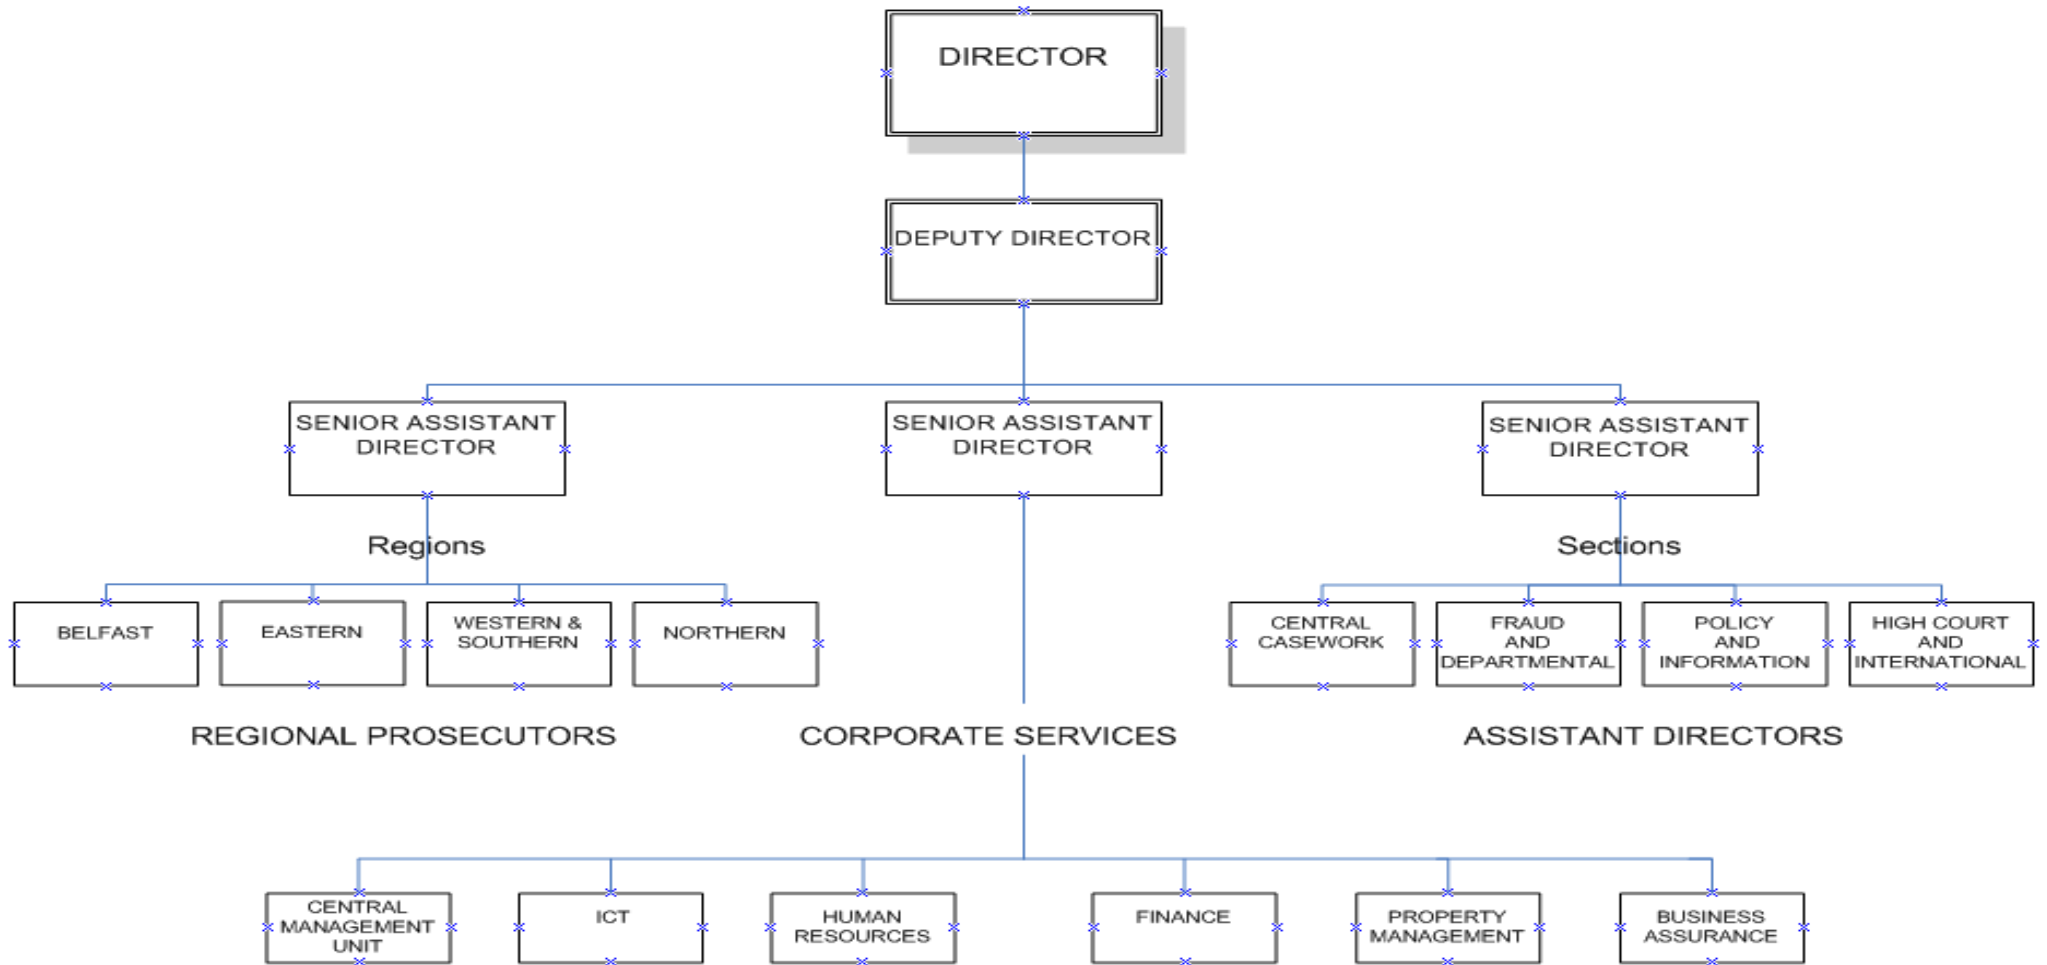 DIRECTOR
DEPUTY DIRECTOR
SENIOR ASSISTANT
DIRECTOR
SENIOR ASSISTANT
DIRECTOR
SENIOR ASSISTANT
DIRECTOR
Regions
Sections
BELFAST
EASTERN
WESTERN &
SOUTHERN
NORTHERN
CENTRAL
CASEWORK
FRAUD
AND
DEPARTMENTAL
POLICY
AND
INFORMATION
HIGH COURT
AND
INTERNATIONAL
REGIONAL PROSECUTORS
CORPORATE SERVICES
ASSISTANT DIRECTORS
CENTRAL
MANAGEMENT
UNIT
ICT
HUMAN
RESOURCES
FINANCE
PROPERTY
MANAGEMENT
BUSINESS
ASSURANCE